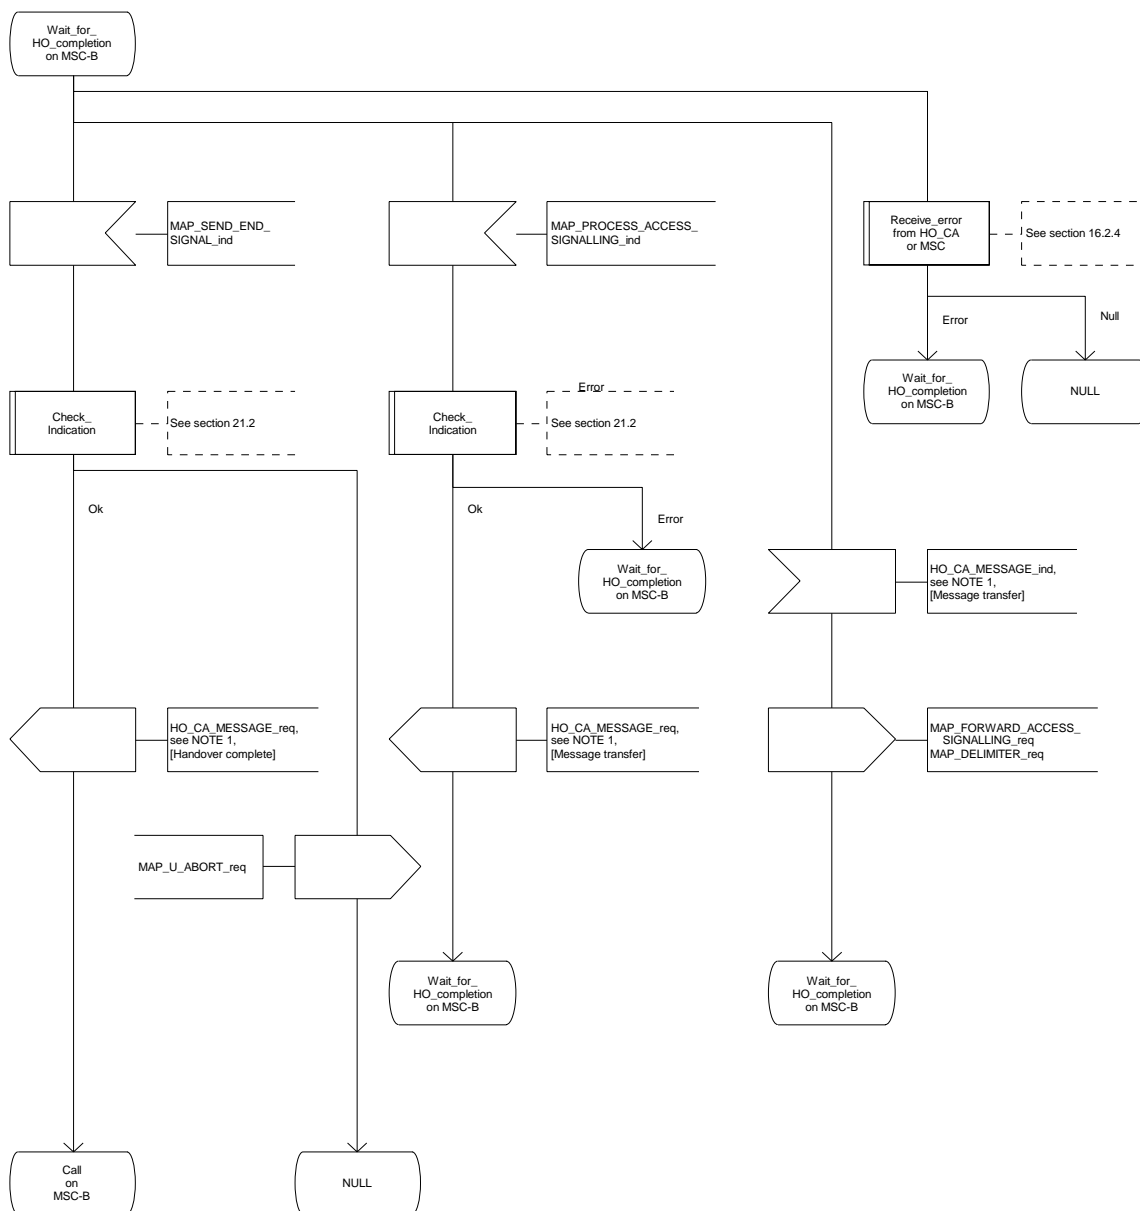 Wait_for_
HO_completion
on MSC-B
MAP_SEND_END_
SIGNAL_ind
MAP_PROCESS_ACCESS_
SIGNALLING_ind
Receive_error
from HO_CA
or MSC
See section 16.2.4
Error
Null
Wait_for_
HO_completion
on MSC-B
NULL
Check_
Indication
See section 21.2
Error
Check_
Indication
See section 21.2
Ok
Ok
Error
Wait_for_
HO_completion
on MSC-B
HO_CA_MESSAGE_ind,
see NOTE 1,
[Message transfer]
HO_CA_MESSAGE_req,
see NOTE 1,
[Handover complete]
HO_CA_MESSAGE_req,
see NOTE 1,
[Message transfer]
MAP_FORWARD_ACCESS_
SIGNALLING_req
MAP_DELIMITER_req
MAP_U_ABORT_req
Wait_for_
HO_completion
on MSC-B
Wait_for_
HO_completion
on MSC-B
Call
on
MSC-B
NULL